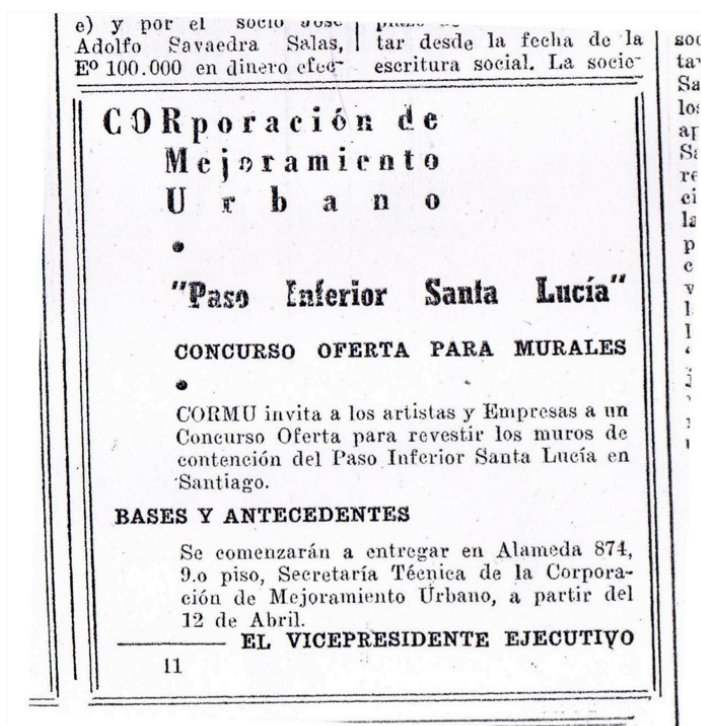 e) y por el socio José
Adolfo Savaedra Salas,
Eº 100.000 en dinero efec-
tar desde la fecha de la
escritura social. La socie-
CORporación de
Mejoramiento
Urbano
"Paso Inferior Santa Lucía"
CONCURSO OFERTA PARA MURALES
CORMU invita a los artistas y Empresas a un
Concurso Oferta para revestir los muros de
contención del Paso Inferior Santa Lucía en
Santiago.
BASES Y ANTECEDENTES
Se comenzarán a entregar en Alameda 874,
9.o piso, Secretaría Técnica de la Corpora-
ción de Mejoramiento Urbano, a partir del
12 de Abril.
EL VICEPRESIDENTE EJECUTIVO
11